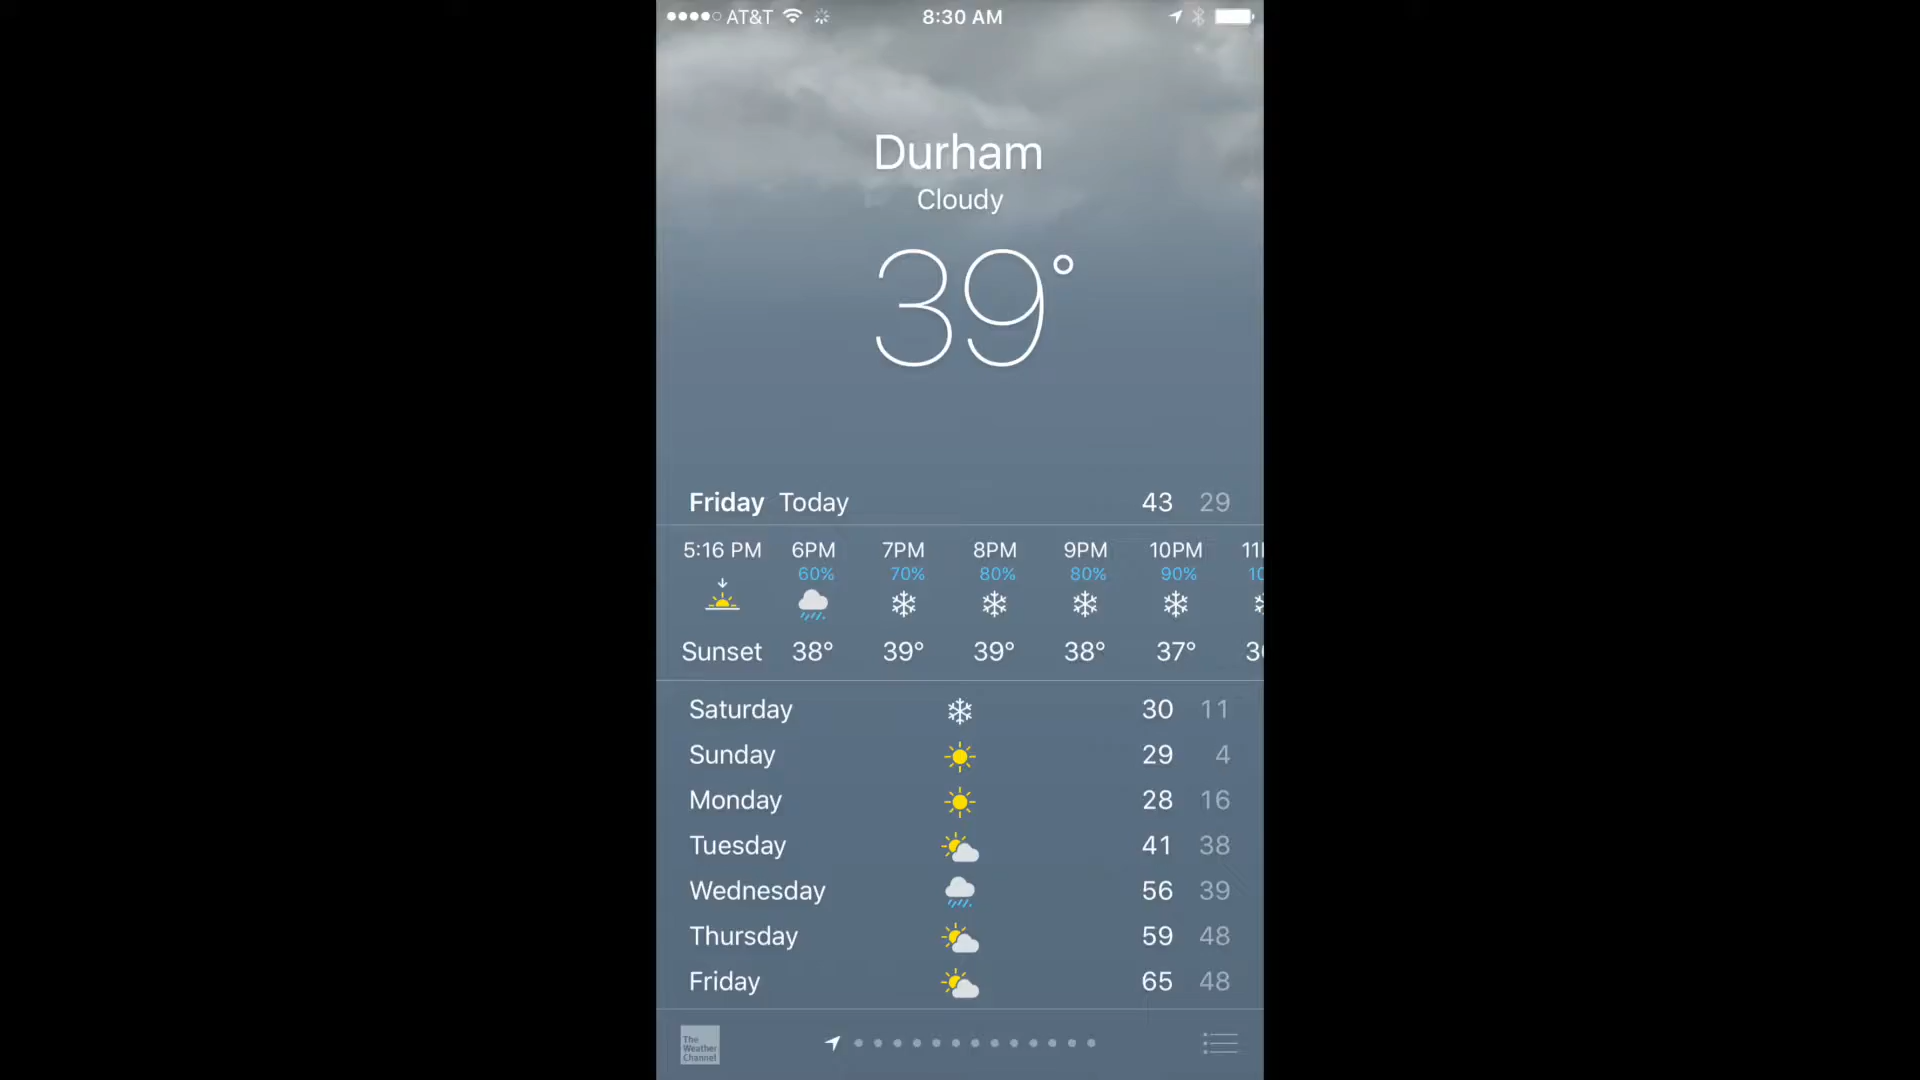 AT&T 8:30 AM
Durham
Cloudy
39°
Friday Today 43 29
5:16 PM 6PM 7PM 8PM 9PM 10PM
60% 70% 80% 80% 90%
Sunset 38° 39° 39° 38° 37°
Saturday 30 11
Sunday 29 4
Monday 28 16
Tuesday 41 38
Wednesday 56 39
Thursday 59 48
Friday 65 48
The
Weather
Channel